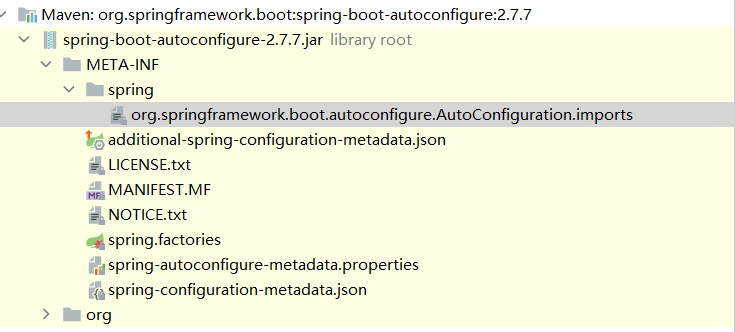 Maven: org.springframework.boot:spring-boot-autoconfigure:2.7.7
spring-boot-autoconfigure-2.7.7.jar library root
META-INF
spring
org.springframework.boot.autoconfigure.AutoConfiguration.imports
additional-spring-configuration-metadata.json
LICENSE.txt
MANIFEST.MF
NOTICE.txt
spring.factories
spring-autoconfigure-metadata.properties
spring-configuration-metadata.json
org